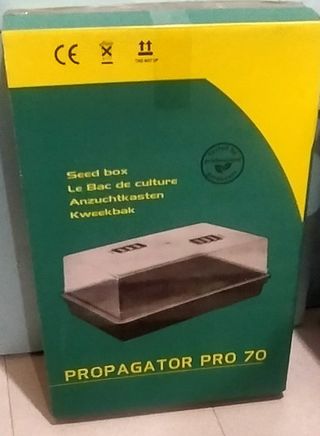 CE
THIS WAY UP
Seed box
Le Bac de culture
Anzuchtkasten
Kweekbak
PROPAGATOR PRO 70